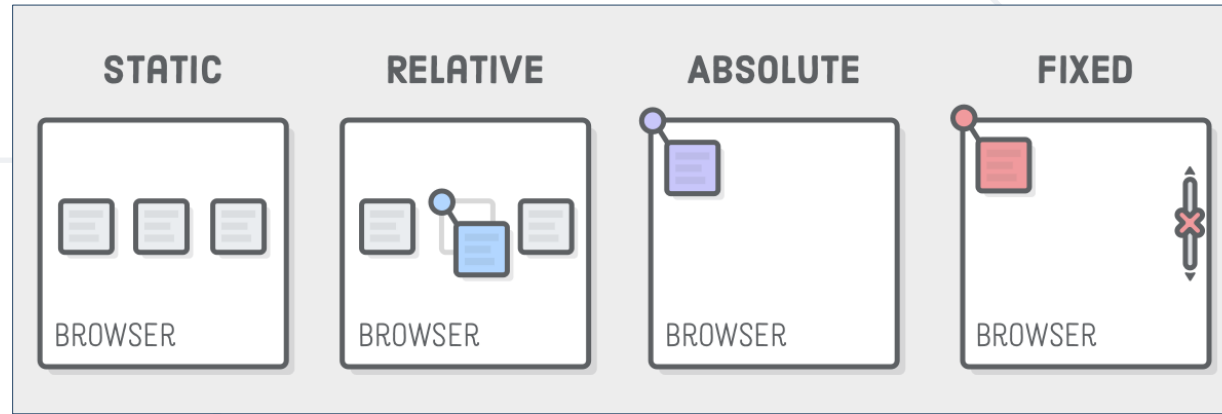 STATIC
RELATIVE
ABSOLUTE
FIXED
BROWSER
BROWSER
BROWSER
BROWSER